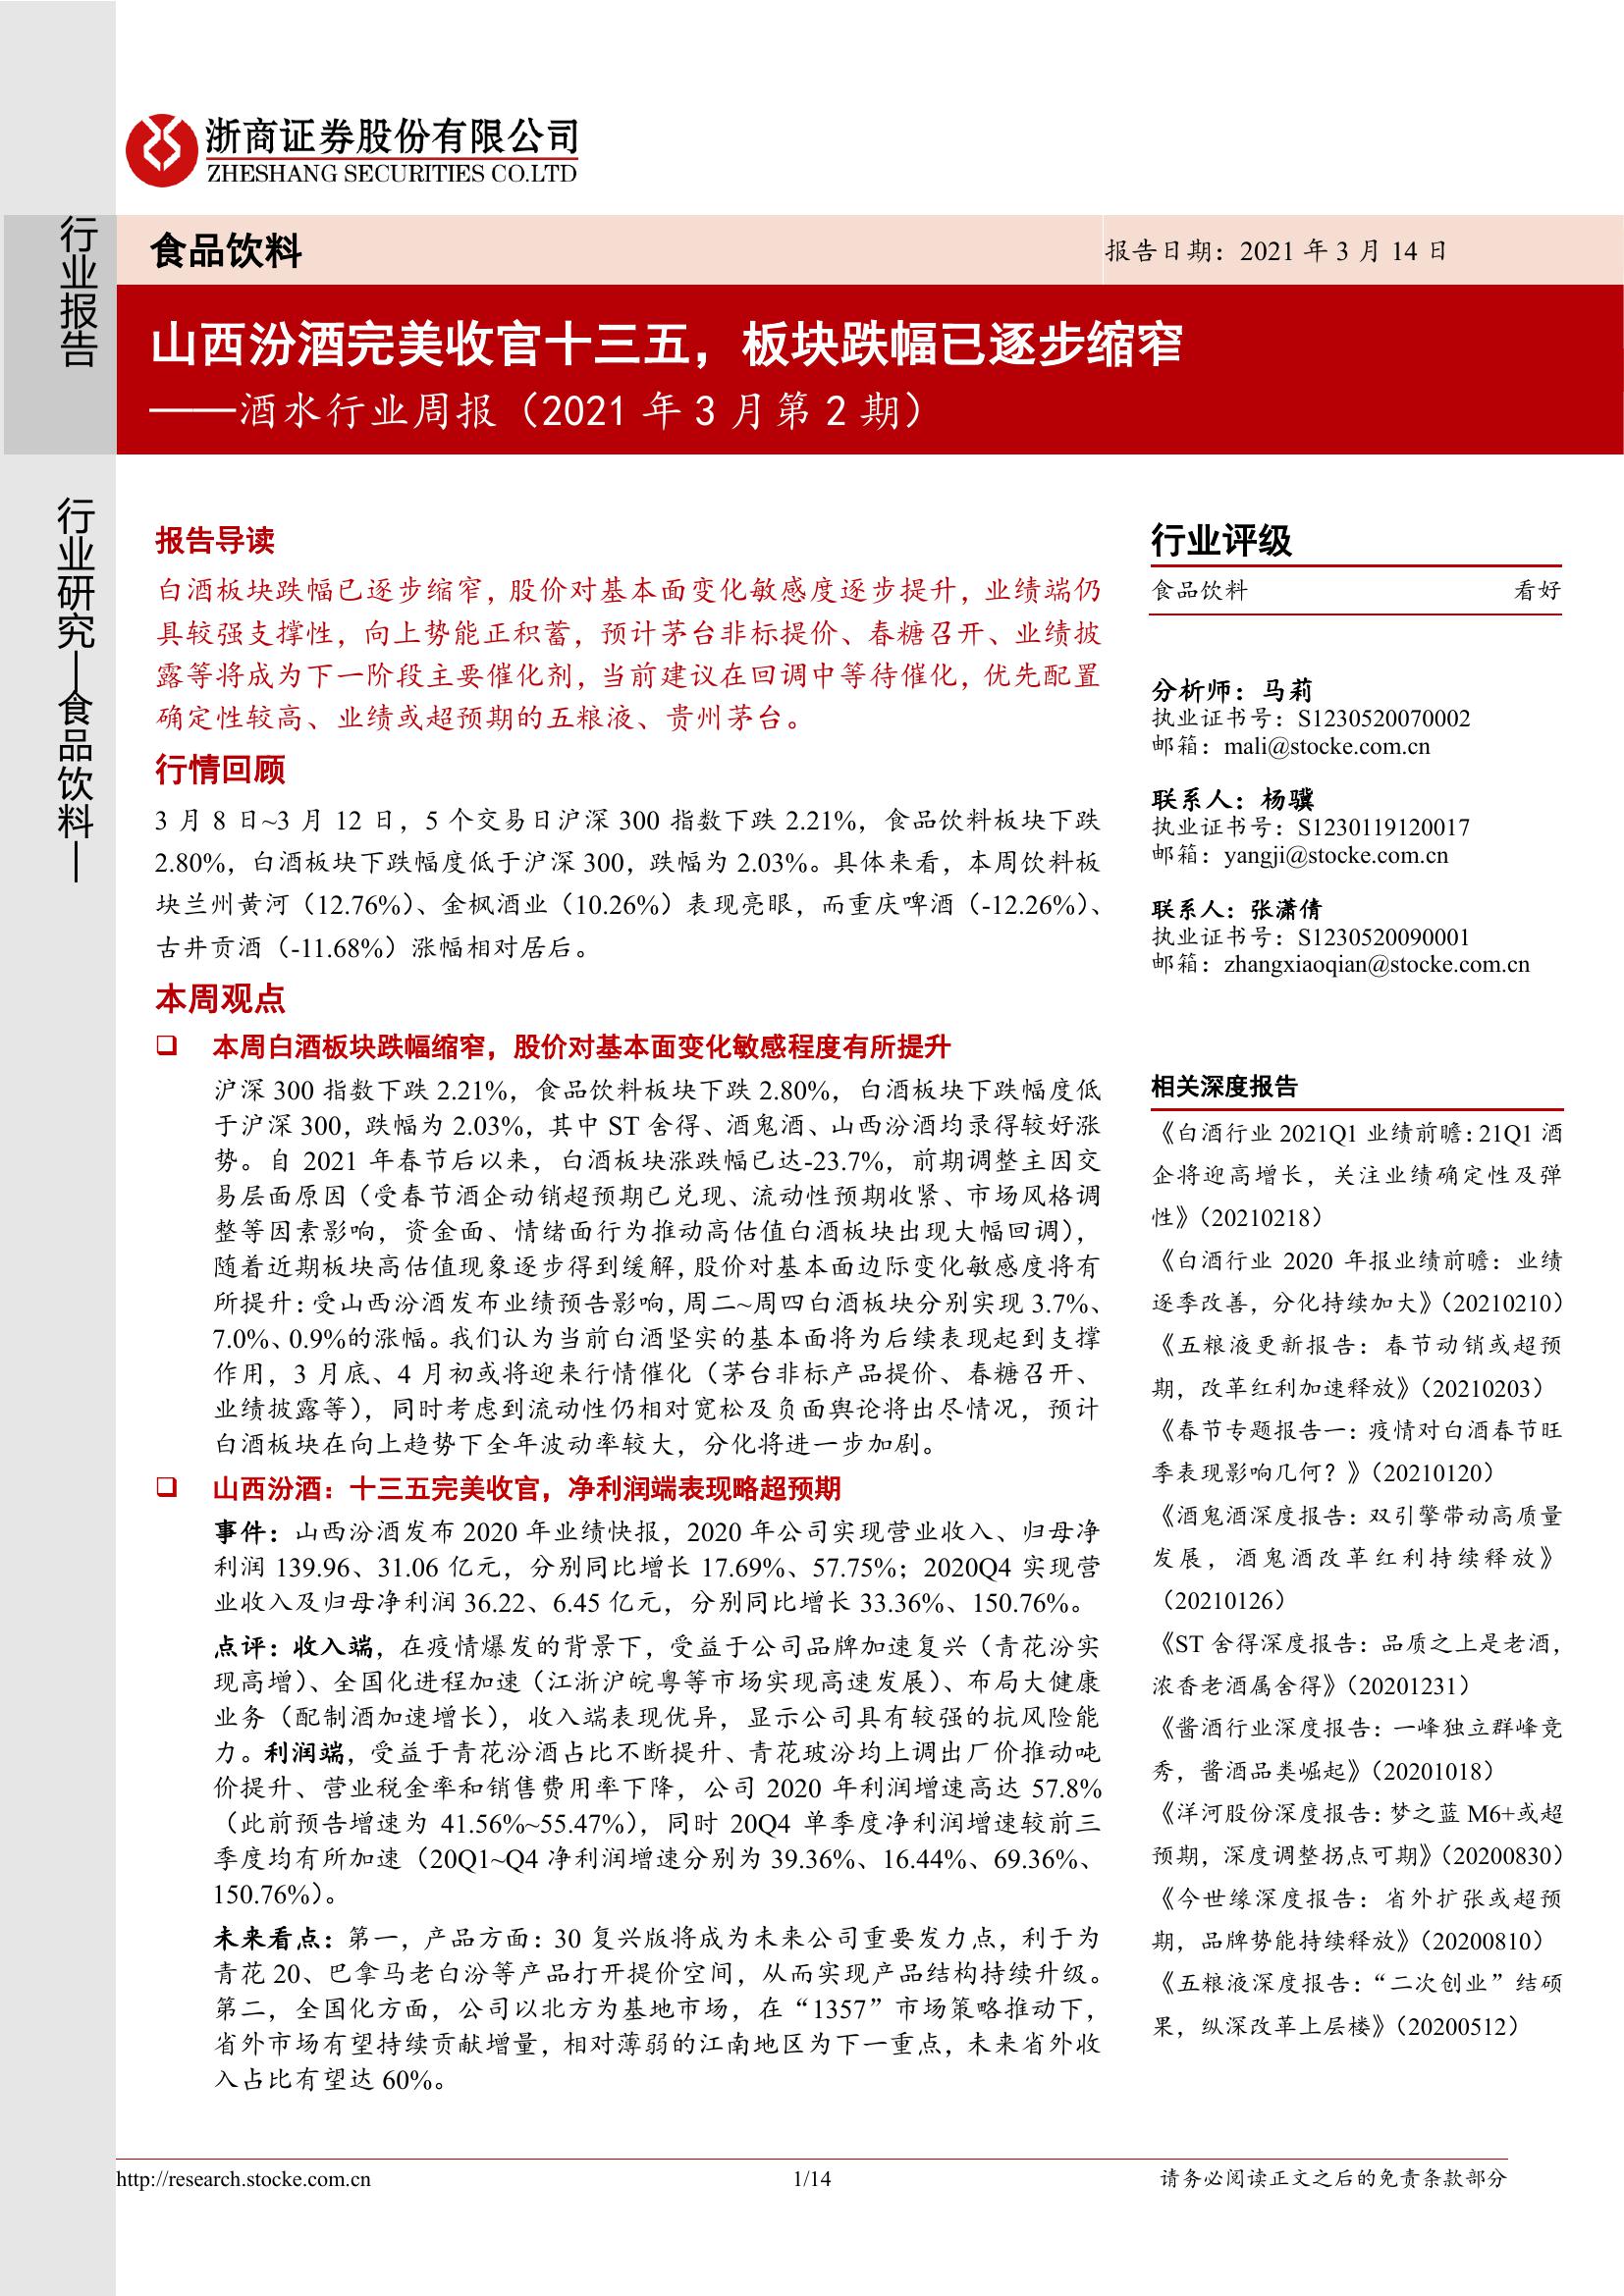 浙商证券股份有限公司
ZHESHANG SECURITIES CO.LTD
行业报告
食品饮料
报告日期：2021 年 3 月 14 日
山西汾酒完美收官十三五，板块跌幅已逐步缩窄
——酒水行业周报（2021 年 3 月第 2 期）
行业研究—食品饮料—
报告导读
白酒板块跌幅已逐步缩窄，股价对基本面变化敏感度逐步提升，业绩端仍
具较强支撑性，向上势能正积蓄，预计茅台非标提价、春糖召开、业绩披
露等将成为下一阶段主要催化剂，当前建议在回调中等待催化，优先配置
确定性较高、业绩或超预期的五粮液、贵州茅台。
行情回顾
3 月 8 日~3 月 12 日，5 个交易日沪深 300 指数下跌 2.21%，食品饮料板块下跌
2.80%，白酒板块下跌幅度低于沪深 300，跌幅为 2.03%。具体来看，本周饮料板
块兰州黄河（12.76%）、金枫酒业（10.26%）表现亮眼，而重庆啤酒（-12.26%）、
古井贡酒（-11.68%）涨幅相对居后。
本周观点
❑ 本周白酒板块跌幅缩窄，股价对基本面变化敏感程度有所提升
沪深 300 指数下跌 2.21%，食品饮料板块下跌 2.80%，白酒板块下跌幅度低
于沪深 300，跌幅为 2.03%，其中 ST 舍得、酒鬼酒、山西汾酒均录得较好涨
势。自 2021 年春节后以来，白酒板块涨跌幅已达-23.7%，前期调整主因交
易层面原因（受春节酒企动销超预期已兑现、流动性预期收紧、市场风格调
整等因素影响，资金面、情绪面行为推动高估值白酒板块出现大幅回调），
随着近期板块高估值现象逐步得到缓解，股价对基本面边际变化敏感度将有
所提升：受山西汾酒发布业绩预告影响，周二~周四白酒板块分别实现 3.7%、
7.0%、0.9%的涨幅。我们认为当前白酒坚实的基本面将为后续表现起到支撑
作用，3 月底、4 月初或将迎来行情催化（茅台非标产品提价、春糖召开、
业绩披露等），同时考虑到流动性仍相对宽松及负面舆论将出尽情况，预计
白酒板块在向上趋势下全年波动率较大，分化将进一步加剧。
❑ 山西汾酒：十三五完美收官，净利润端表现略超预期
事件：山西汾酒发布 2020 年业绩快报，2020 年公司实现营业收入、归母净
利润 139.96、31.06 亿元，分别同比增长 17.69%、57.75%；2020Q4 实现营
业收入及归母净利润 36.22、6.45 亿元，分别同比增长 33.36%、150.76%。
点评：收入端，在疫情爆发的背景下，受益于公司品牌加速复兴（青花汾实
现高增）、全国化进程加速（江浙沪皖粤等市场实现高速发展）、布局大健康
业务（配制酒加速增长），收入端表现优异，显示公司具有较强的抗风险能
力。利润端，受益于青花汾酒占比不断提升、青花玻汾均上调出厂价推动吨
价提升、营业税金率和销售费用率下降，公司 2020 年利润增速高达 57.8%
（此前预告增速为 41.56%~55.47%），同时 20Q4 单季度净利润增速较前三
季度均有所加速（20Q1~Q4 净利润增速分别为 39.36%、16.44%、69.36%、
150.76%）。
未来看点：第一，产品方面：30 复兴版将成为未来公司重要发力点，利于为
青花 20、巴拿马老白汾等产品打开提价空间，从而实现产品结构持续升级。
第二，全国化方面，公司以北方为基地市场，在“1357”市场策略推动下，
省外市场有望持续贡献增量，相对薄弱的江南地区为下一重点，未来省外收
入占比有望达 60%。
行业评级
食品饮料 看好
分析师：马莉
执业证书号：S1230520070002
邮箱：mali@stocke.com.cn
联系人：杨骥
执业证书号：S1230119120017
邮箱：yangji@stocke.com.cn
联系人：张潇倩
执业证书号：S1230520090001
邮箱：zhangxiaoqian@stocke.com.cn
相关深度报告
《白酒行业 2021Q1 业绩前瞻：21Q1 酒
企将迎高增长，关注业绩确定性及弹
性》（20210218）
《白酒行业 2020 年报业绩前瞻：业绩
逐季改善，分化持续加大》（20210210）
《五粮液更新报告：春节动销或超预
期，改革红利加速释放》（20210203）
《春节专题报告一：疫情对白酒春节旺
季表现影响几何？》（20210120）
《酒鬼酒深度报告：双引擎带动高质量
发展，酒鬼酒改革红利持续释放》
（20210126）
《ST 舍得深度报告：品质之上是老酒，
浓香老酒属舍得》（20201231）
《酱酒行业深度报告：一峰独立群峰竞
秀，酱酒品类崛起》（20201018）
《洋河股份深度报告：梦之蓝 M6+或超
预期，深度调整拐点可期》（20200830）
《今世缘深度报告：省外扩张或超预
期，品牌势能持续释放》（20200810）
《五粮液深度报告：“二次创业”结硕
果，纵深改革上层楼》（20200512）
http://research.stocke.com.cn
1/14
请务必阅读正文之后的免责条款部分